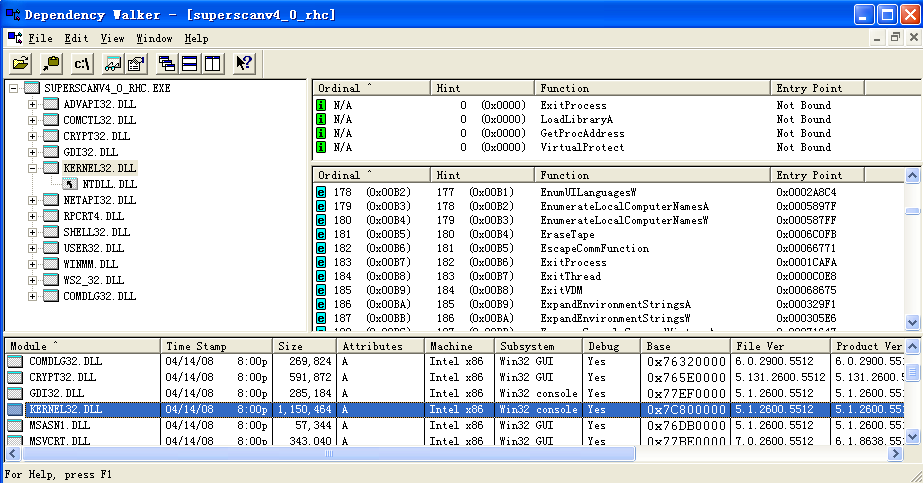 Dependency Walker - [superscanv4_0_rhc]
File Edit View Window Help
c:\
SUPERSCANV4_0_RHC.EXE
ADVAPI32.DLL
COMCTL32.DLL
CRYPT32.DLL
GDI32.DLL
KERNEL32.DLL
NTDLL.DLL
NETAPI32.DLL
RPCRT4.DLL
SHELL32.DLL
USER32.DLL
WINMM.DLL
WS2_32.DLL
COMDLG32.DLL
Ordinal ^ Hint Function Entry Point
N/A 0 (0x0000) ExitProcess Not Bound
N/A 0 (0x0000) LoadLibraryA Not Bound
N/A 0 (0x0000) GetProcAddress Not Bound
N/A 0 (0x0000) VirtualProtect Not Bound
Ordinal ^ Hint Function Entry Point
178 (0x00B2) 177 (0x00B1) EnumUILanguagesW 0x0002A8C4
179 (0x00B3) 178 (0x00B2) EnumerateLocalComputerNamesA 0x0005897F
180 (0x00B4) 179 (0x00B3) EnumerateLocalComputerNamesW 0x000587FF
181 (0x00B5) 180 (0x00B4) EraseTape 0x0006C0FB
182 (0x00B6) 181 (0x00B5) EscapeCommFunction 0x00066771
183 (0x00B7) 182 (0x00B6) ExitProcess 0x0001CAFA
184 (0x00B8) 183 (0x00B7) ExitThread 0x0000C0E8
185 (0x00B9) 184 (0x00B8) ExitVDM 0x00068675
186 (0x00BA) 185 (0x00B9) ExpandEnvironmentStringsA 0x000329F1
187 (0x00BB) 186 (0x00BA) ExpandEnvironmentStringsW 0x000305E6
Module ^ Time Stamp Size Attributes Machine Subsystem Debug Base File Ver Product Ver
COMDLG32.DLL 04/14/08 8:00p 269,824 A Intel x86 Win32 GUI Yes 0x76320000 6.0.2900.5512 6.0.2900.5512
CRYPT32.DLL 04/14/08 8:00p 591,872 A Intel x86 Win32 GUI Yes 0x765E0000 5.131.2600.5512 5.131.2600.
GDI32.DLL 04/14/08 8:00p 285,184 A Intel x86 Win32 console Yes 0x77EF0000 5.1.2600.5512 5.1.2600.5512
KERNEL32.DLL 04/14/08 8:00p 1,150,464 A Intel x86 Win32 console Yes 0x7C800000 5.1.2600.5512 5.1.2600.5512
MSASN1.DLL 04/14/08 8:00p 57,344 A Intel x86 Win32 console Yes 0x76DB0000 5.1.2600.5512 5.1.2600.5512
MSVCRT.DLL 04/14/08 8:00p 343,040 A Intel x86 Win32 GUI Yes 0x77BE0000 7.0.2600.5512 6.1.8638.5512
For Help, press F1